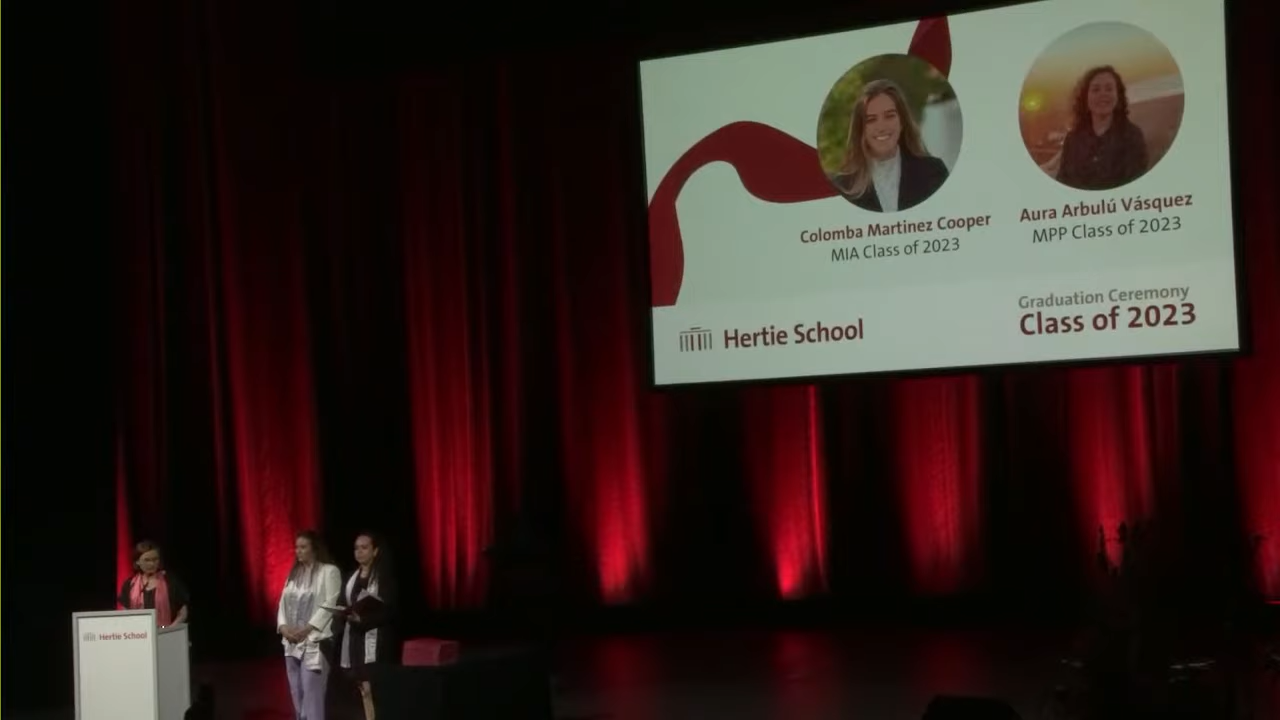 Colomba Martinez Cooper
MIA Class of 2023
Aura Arbulú Vásquez
MPP Class of 2023
Graduation Ceremony
Class of 2023
Hertie School
Hertie School